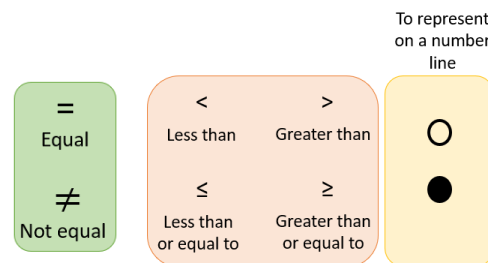 To represent
on a number
line
=
Equal
≠
Not equal
< >
Less than Greater than
≤ ≥
Less than Greater than
or equal to or equal to